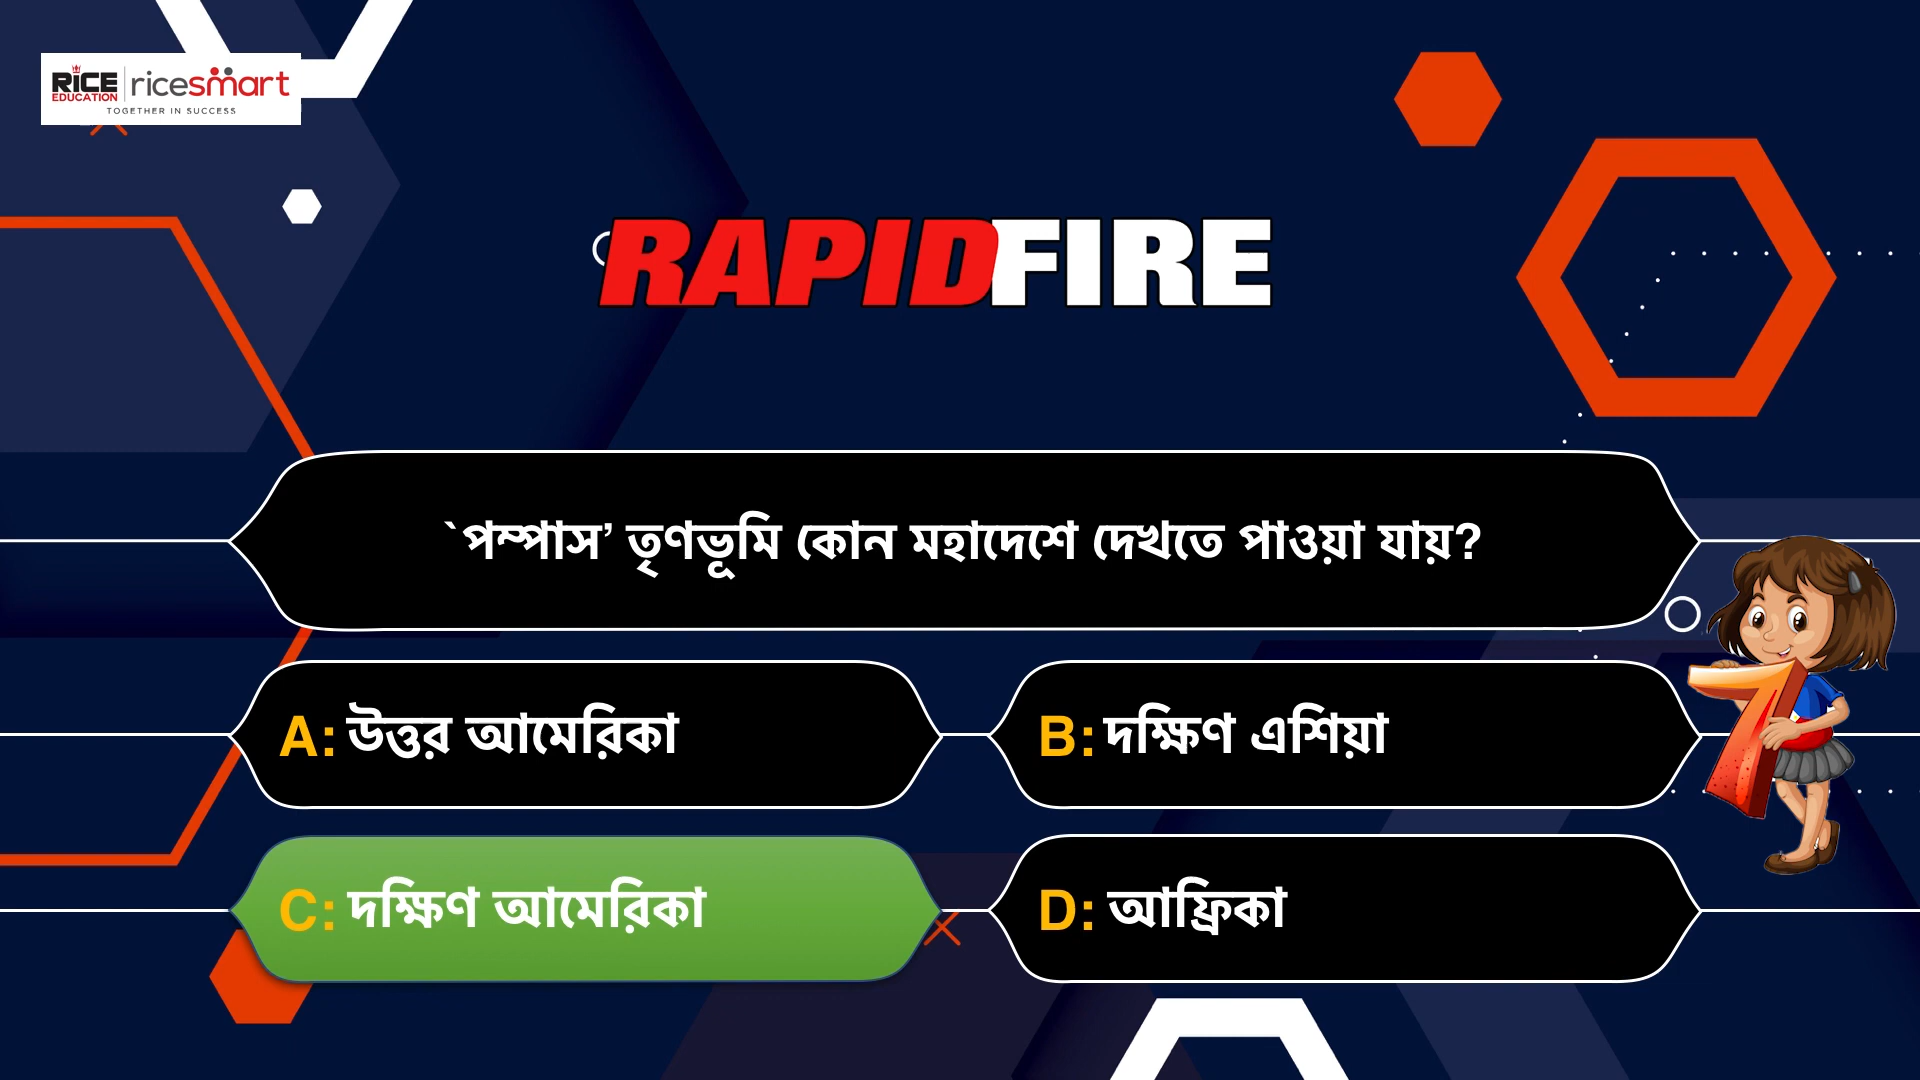 RICE EDUCATION | ricesmart
TOGETHER IN SUCCESS
RAPIDFIRE
`পম্পাস’ তৃণভূমি কোন মহাদেশে দেখতে পাওয়া যায়?
A: উত্তর আমেরিকা
B: দক্ষিণ এশিয়া
C: দক্ষিণ আমেরিকা
D: আফ্রিকা